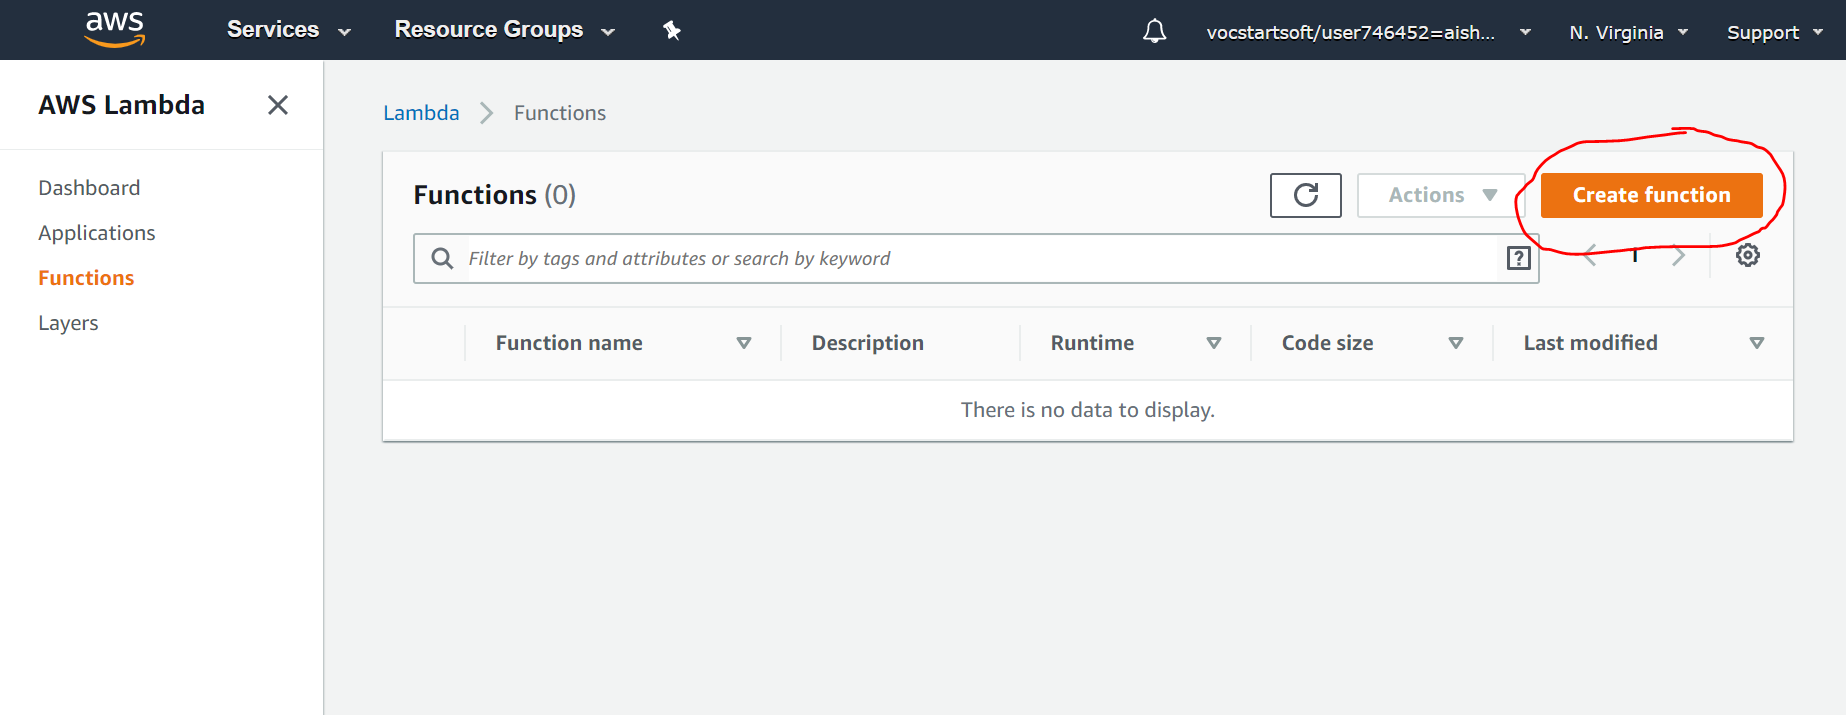 aws Services Resource Groups vocstartsoft/user746452=aish... N. Virginia Support
AWS Lambda
Dashboard
Applications
Functions
Layers
Lambda Functions
Functions (0) Actions Create function
Filter by tags and attributes or search by keyword ? 1
Function name Description Runtime Code size Last modified
There is no data to display.